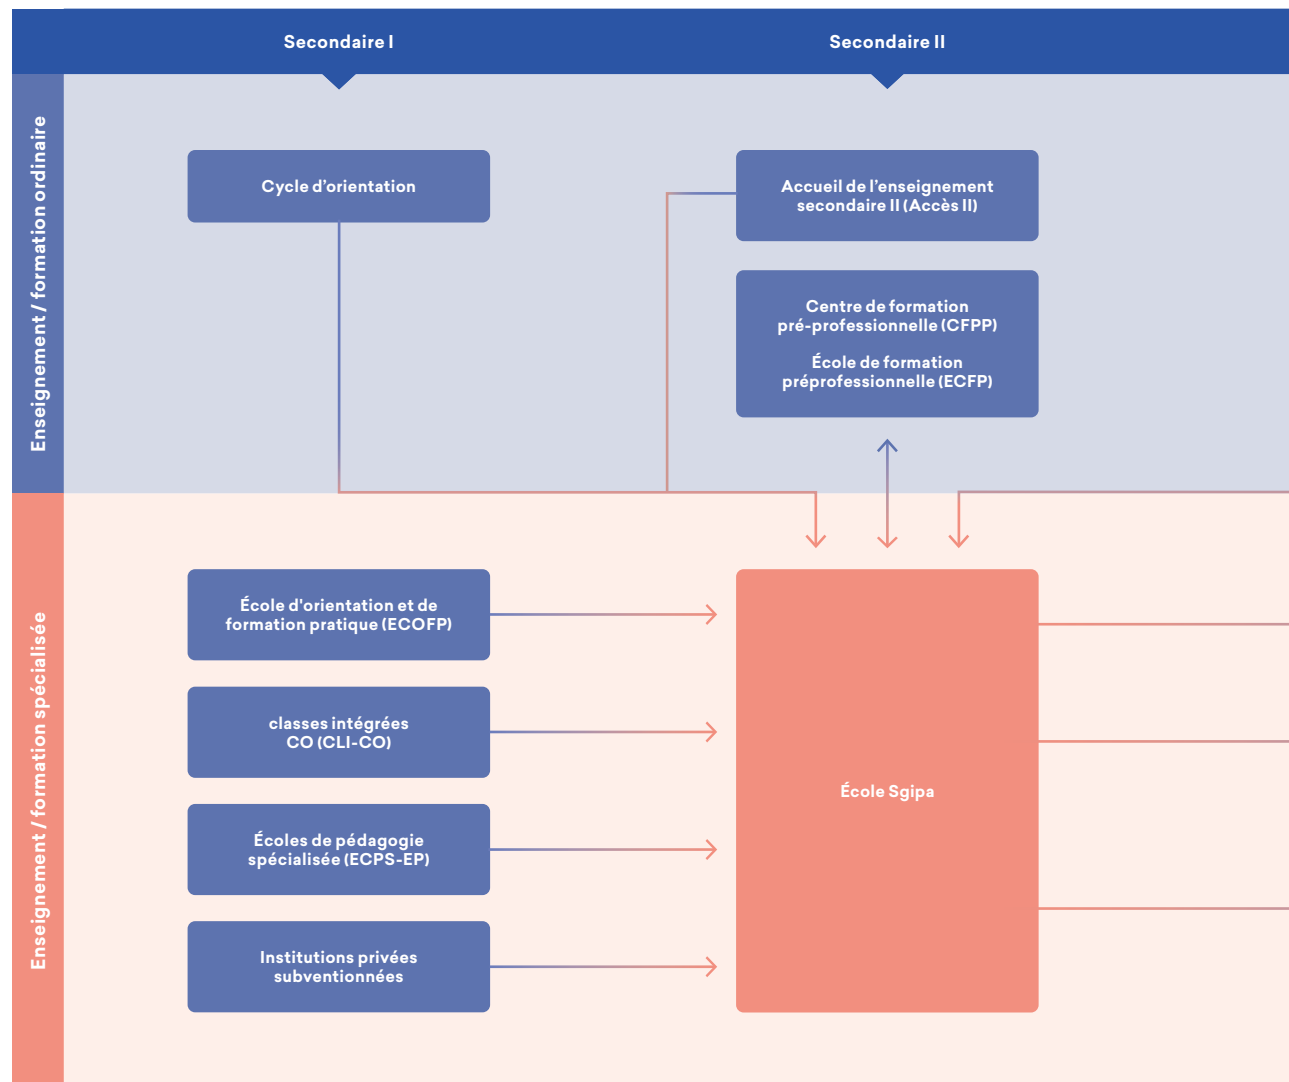 Secondaire I
Secondaire II
Enseignement / formation ordinaire
Cycle d’orientation
Accueil de l’enseignement
secondaire II (Accès II)
Centre de formation
pré-professionnelle (CFPP)
École de formation
préprofessionnelle (ECFP)
Enseignement / formation spécialisée
École d'orientation et de
formation pratique (ECOFP)
classes intégrées
CO (CLI-CO)
Écoles de pédagogie
spécialisée (ECPS-EP)
Institutions privées
subventionnées
École Sgipa